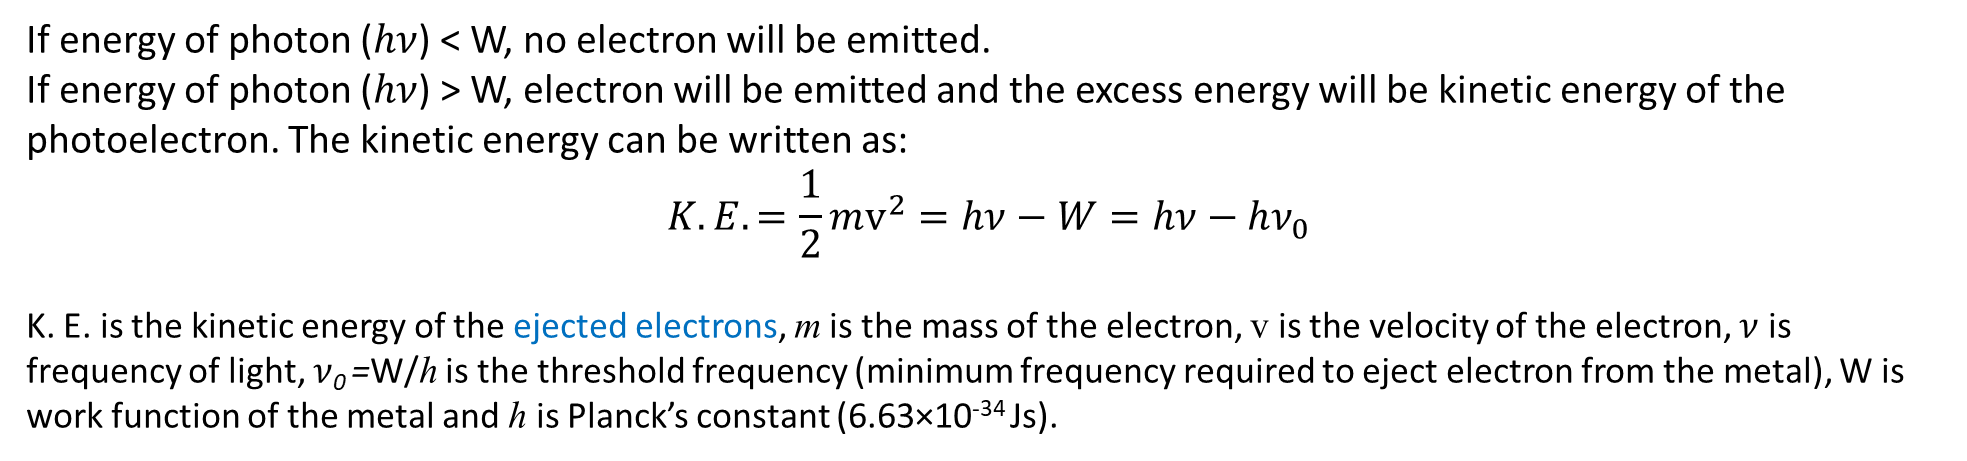 If energy of photon (hν) < W, no electron will be emitted.
If energy of photon (hν) > W, electron will be emitted and the excess energy will be kinetic energy of the
photoelectron. The kinetic energy can be written as:
K.E. = 1/2 mv² = hν − W = hν − hν₀
K. E. is the kinetic energy of the ejected electrons, m is the mass of the electron, v is the velocity of the electron, ν is
frequency of light, ν₀=W/h is the threshold frequency (minimum frequency required to eject electron from the metal), W is
work function of the metal and h is Planck’s constant (6.63×10⁻³⁴ Js).